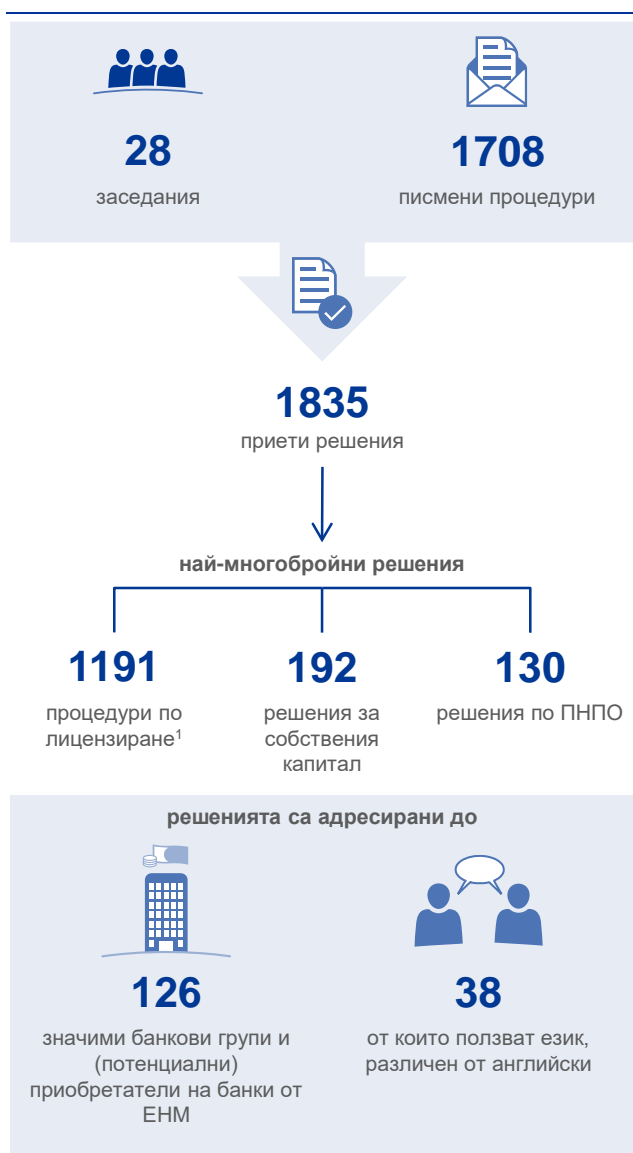 28
заседания
1708
писмени процедури
1835
приети решения
най-многобройни решения
1191
процедури по
лицензиране¹
192
решения за
собствения
капитал
130
решения по ПНПО
решенията са адресирани до
126
значими банкови групи и
(потенциални)
приобретатели на банки от
ЕНМ
38
от които ползват език,
различен от английски